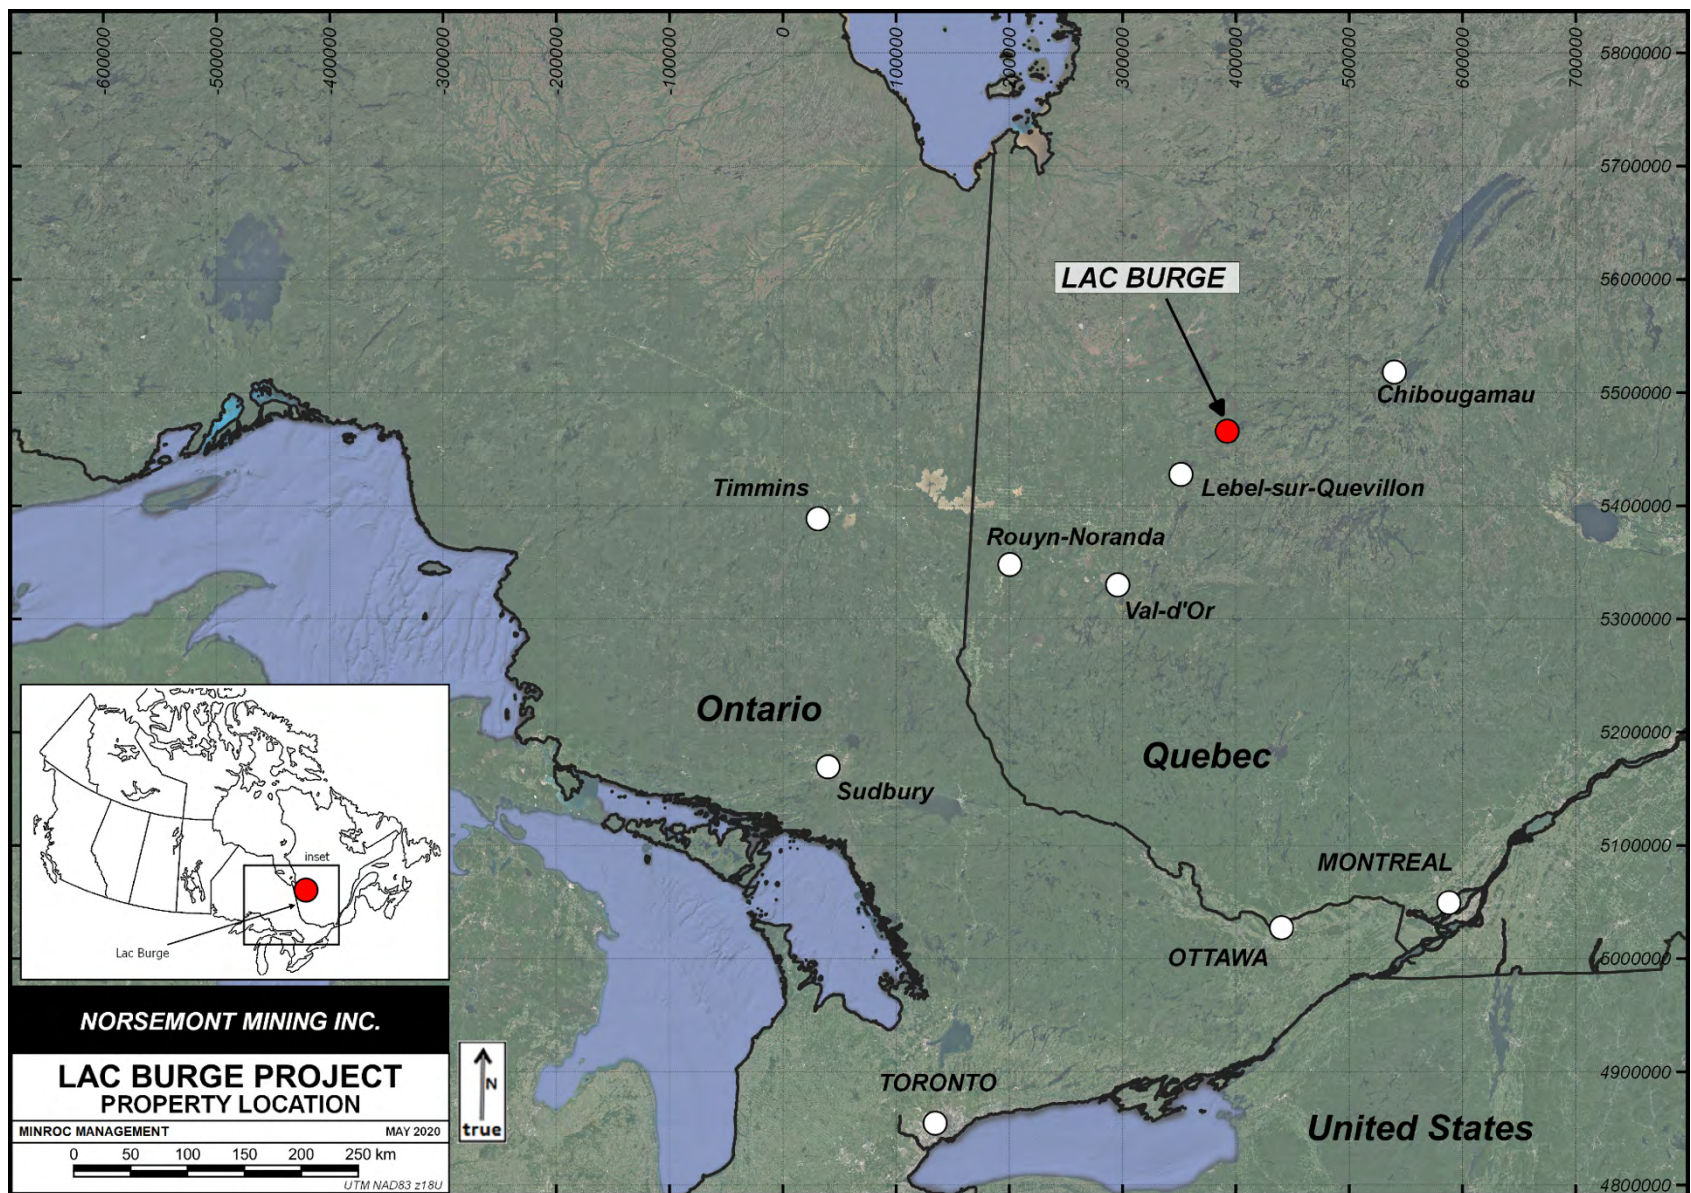 -600000
-500000
-400000
-300000
-200000
-100000
0
100000
200000
300000
400000
500000
600000
700000
5800000
5700000
5600000
5500000
5400000
5300000
5200000
5100000
6000000
4900000
4800000
LAC BURGE
Chibougamau
Lebel-sur-Quevillon
Timmins
Rouyn-Noranda
Val-d'Or
Ontario
Quebec
Sudbury
MONTREAL
OTTAWA
TORONTO
United States
inset
Lac Burge
NORSEMONT MINING INC.
LAC BURGE PROJECT
PROPERTY LOCATION
MINROC MANAGEMENT MAY 2020
0 50 100 150 200 250 km
UTM NAD83 z18U
N
true